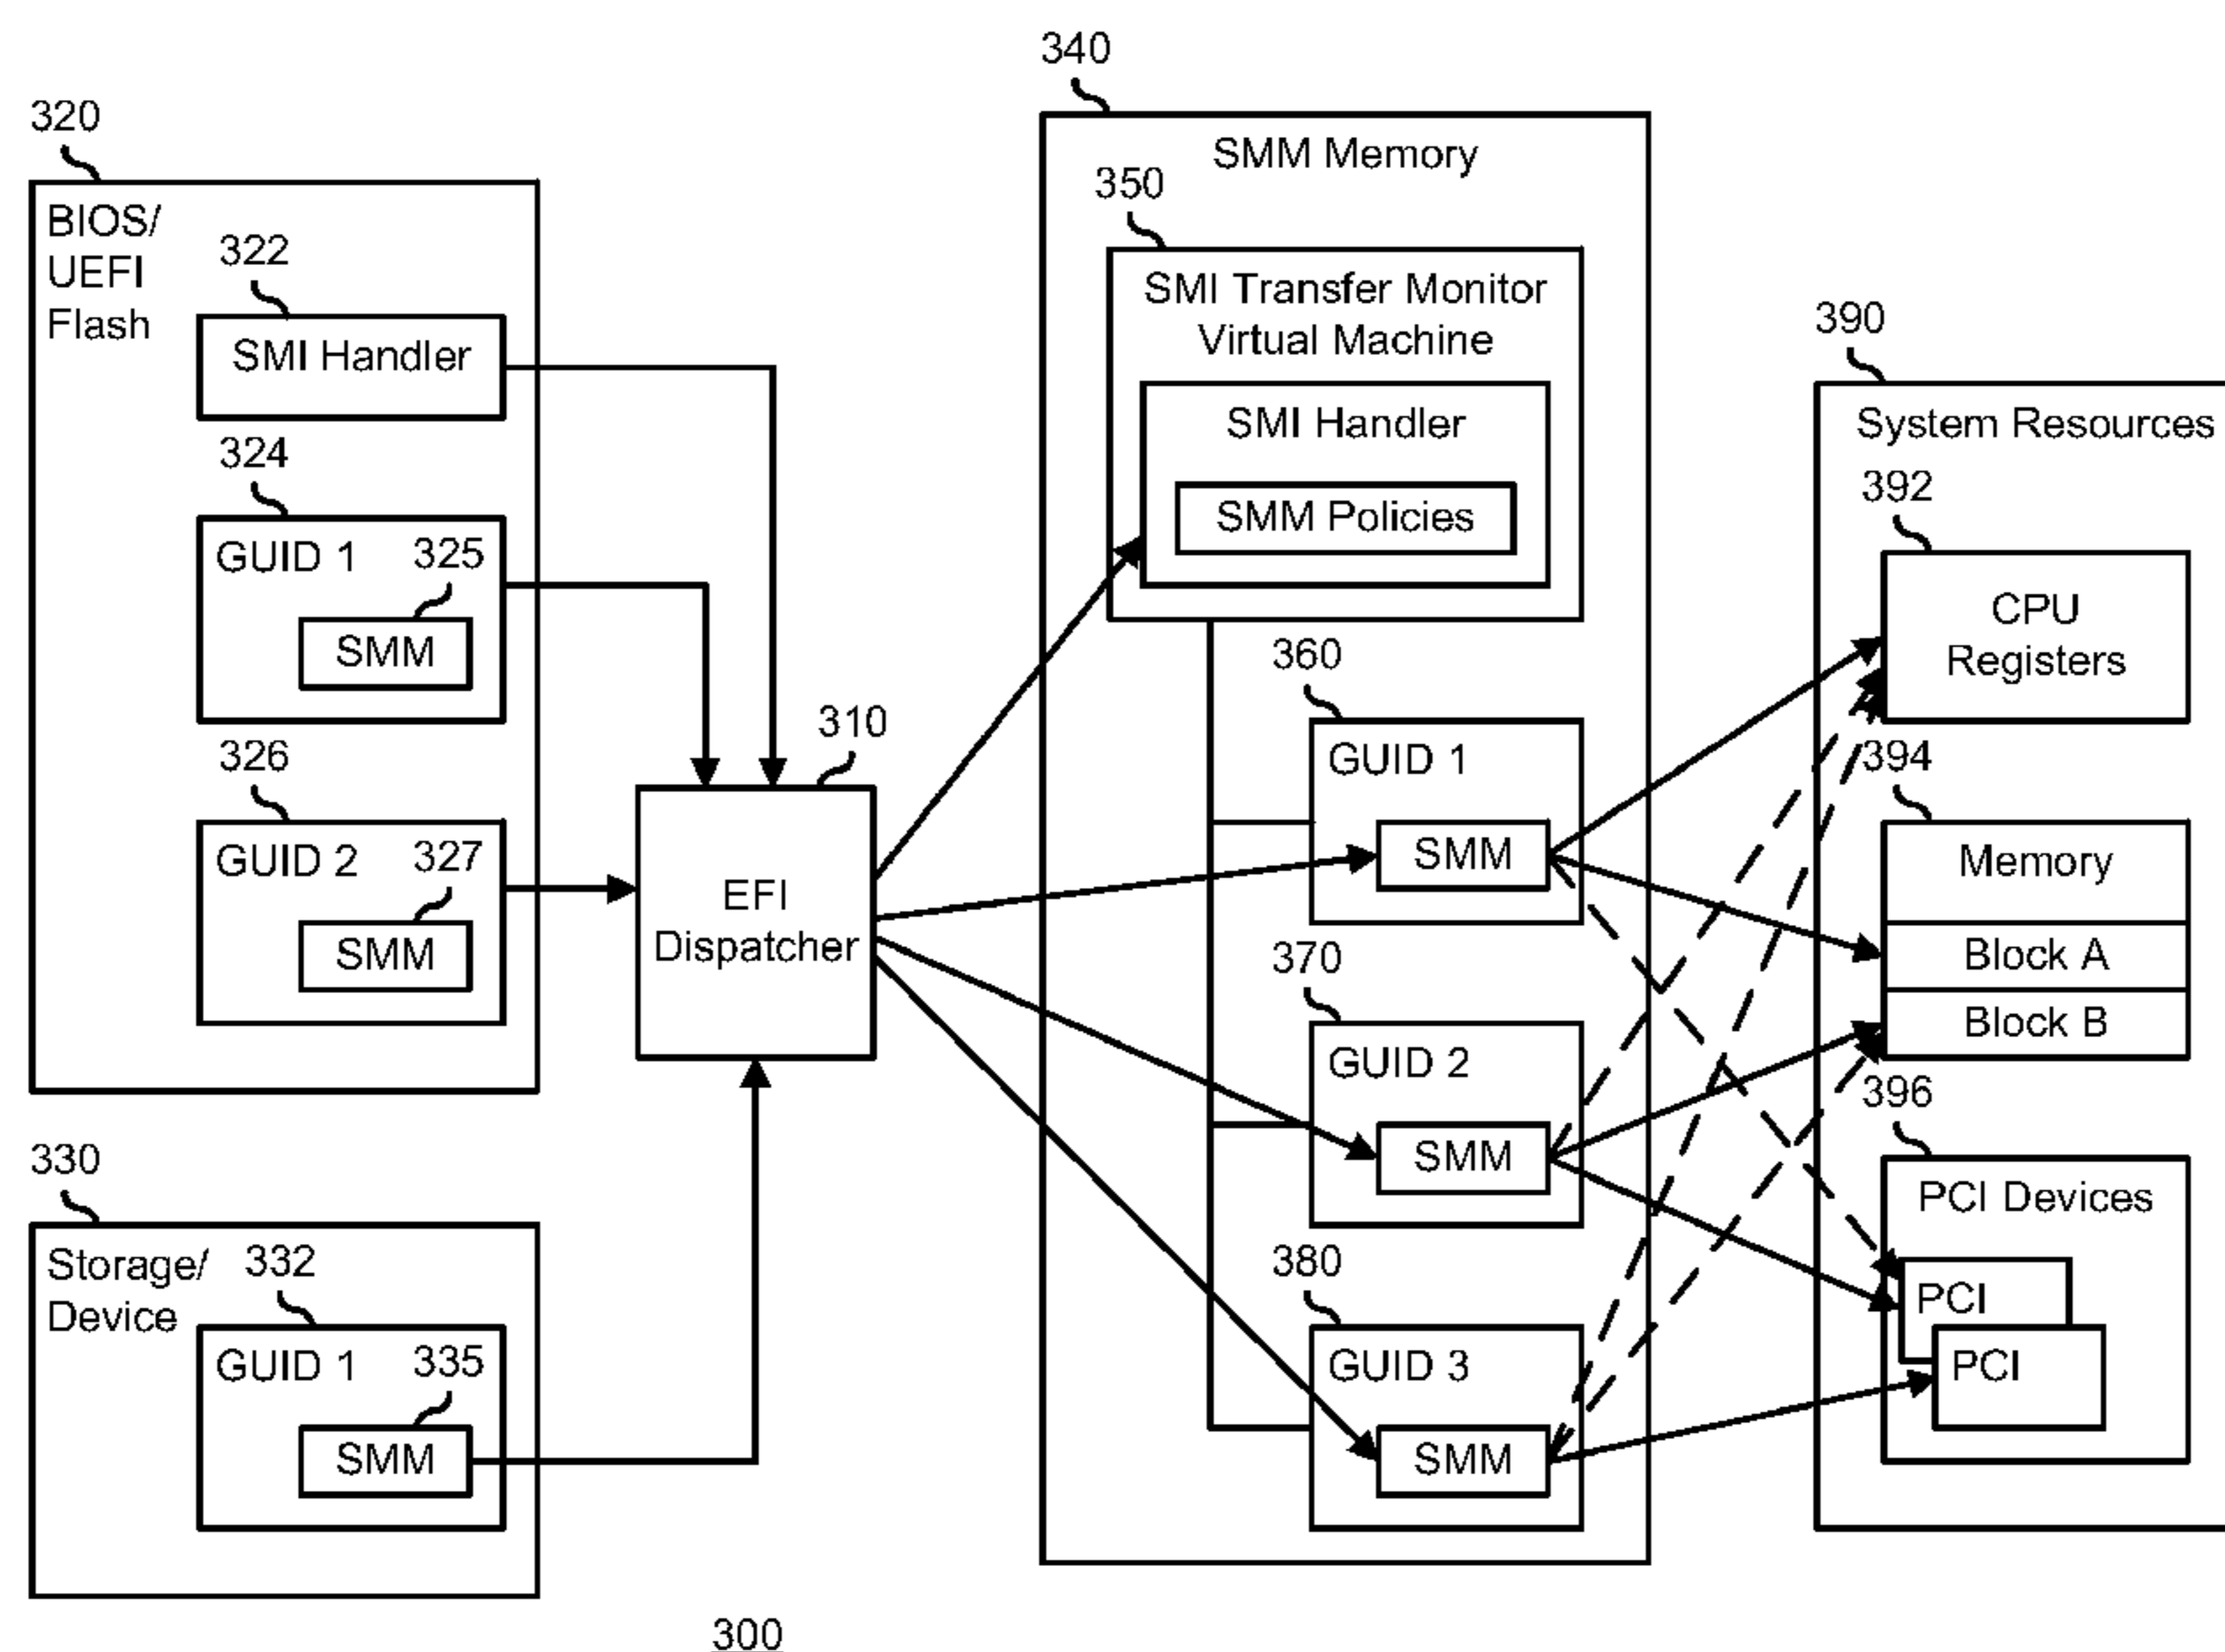 340
320
SMM Memory
350
BIOS/
UEFI
Flash
322
SMI Handler
SMI Transfer Monitor
Virtual Machine
390
SMI Handler
System Resources
324
392
SMM Policies
GUID 1
325
SMM
CPU
Registers
360
310
326
GUID 1
394
GUID 2
327
SMM
Memory
EFI
Dispatcher
SMM
370
Block A
Block B
GUID 2
396
330
SMM
PCI Devices
Storage/
Device
332
380
PCI
GUID 1
335
GUID 3
PCI
SMM
SMM
300